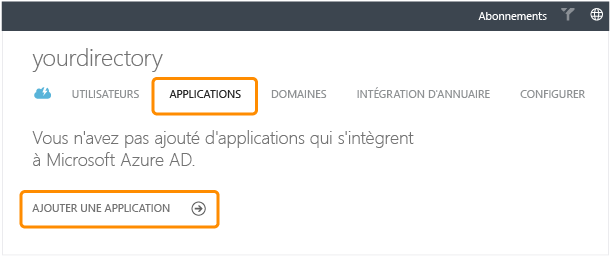 Abonnements
yourdirectory
UTILISATEURS APPLICATIONS DOMAINES INTÉGRATION D'ANNUAIRE CONFIGURER
Vous n'avez pas ajouté d'applications qui s'intègrent
à Microsoft Azure AD.
AJOUTER UNE APPLICATION